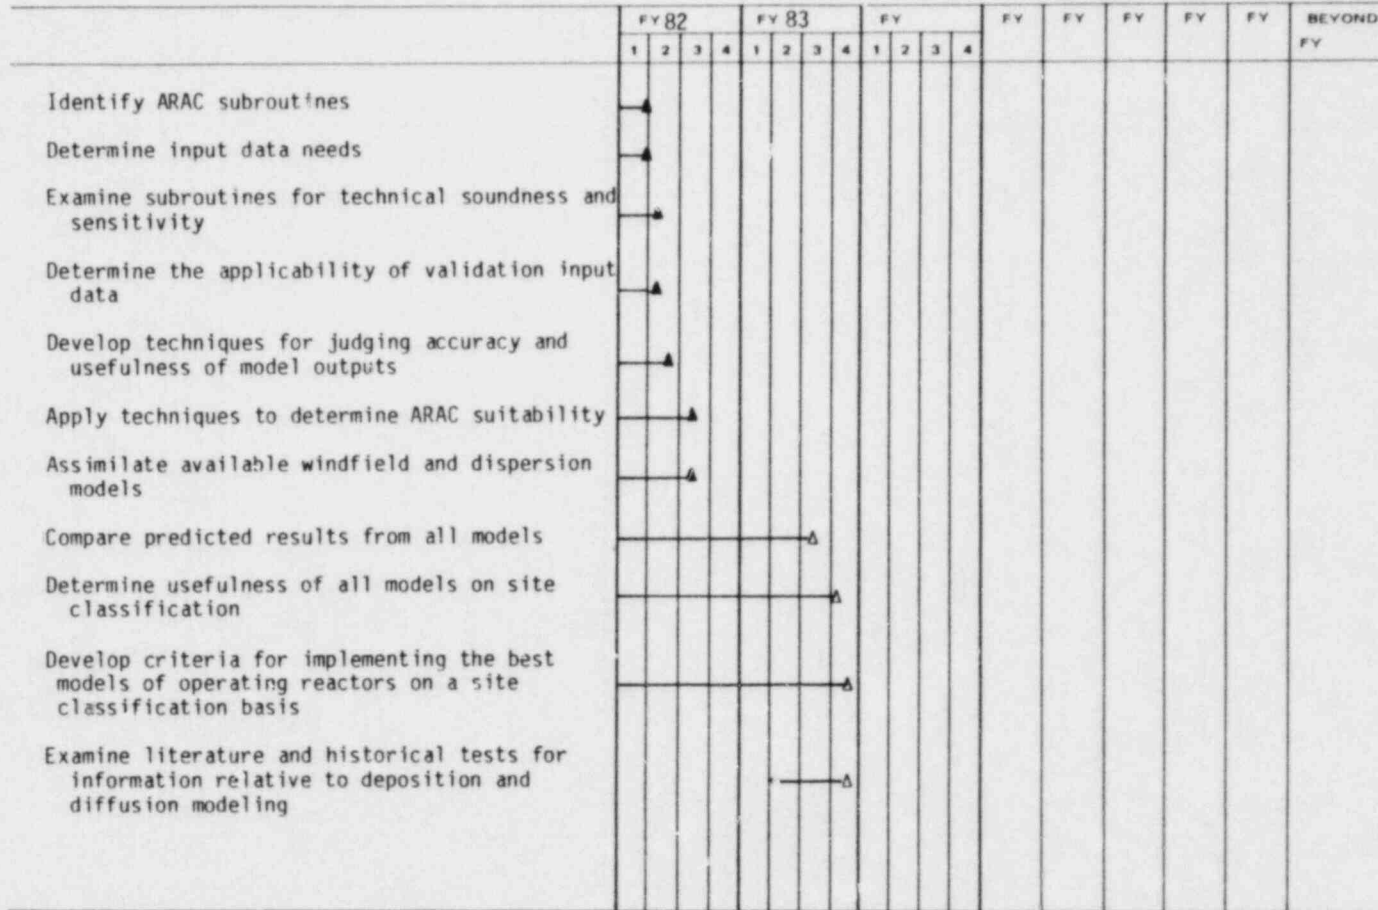 FY 82 FY 83 FY FY FY FY FY FY BEYOND
FY
1 2 3 4 1 2 3 4 1 2 3 4
Identify ARAC subroutines
Determine input data needs
Examine subroutines for technical soundness and
sensitivity
Determine the applicability of validation input
data
Develop techniques for judging accuracy and
usefulness of model outputs
Apply techniques to determine ARAC suitability
Assimilate available windfield and dispersion
models
Compare predicted results from all models
Determine usefulness of all models on site
classification
Develop criteria for implementing the best
models of operating reactors on a site
classification basis
Examine literature and historical tests for
information relative to deposition and
diffusion modeling